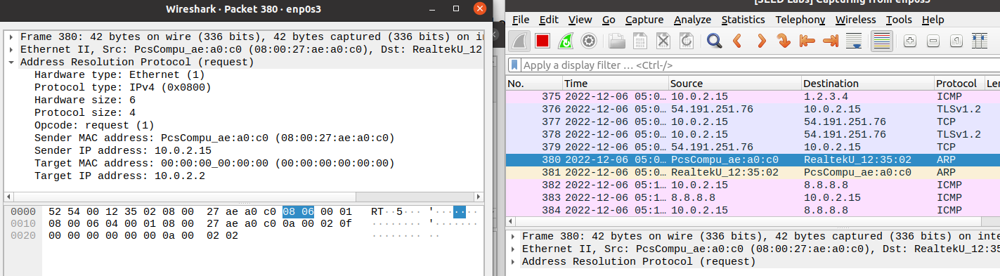 Wireshark · Packet 380 · enp0s3
Frame 380: 42 bytes on wire (336 bits), 42 bytes captured (336 bits) on int
Ethernet II, Src: PcsCompu_ae:a0:c0 (08:00:27:ae:a0:c0), Dst: RealtekU_12
Address Resolution Protocol (request)
Hardware type: Ethernet (1)
Protocol type: IPv4 (0x0800)
Hardware size: 6
Protocol size: 4
Opcode: request (1)
Sender MAC address: PcsCompu_ae:a0:c0 (08:00:27:ae:a0:c0)
Sender IP address: 10.0.2.15
Target MAC address: 00:00:00_00:00:00 (00:00:00:00:00:00)
Target IP address: 10.0.2.2
0000 52 54 00 12 35 02 08 00 27 ae a0 c0 08 06 00 01 RT··5··· '·······
0010 08 00 06 04 00 01 08 00 27 ae a0 c0 0a 00 02 0f ········ '·······
0020 00 00 00 00 00 00 0a 00 02 02 ········ ··
[SEED Labs] Capturing from enp0s3
File Edit View Go Capture Analyze Statistics Telephony Wireless Tools Help
Apply a display filter … <Ctrl-/>
No. Time Source Destination Protocol Len
375 2022-12-06 05:0… 10.0.2.15 1.2.3.4 ICMP
376 2022-12-06 05:0… 54.191.251.76 10.0.2.15 TLSv1.2
377 2022-12-06 05:0… 10.0.2.15 54.191.251.76 TCP
378 2022-12-06 05:0… 10.0.2.15 54.191.251.76 TLSv1.2
379 2022-12-06 05:0… 54.191.251.76 10.0.2.15 TCP
380 2022-12-06 05:0… PcsCompu_ae:a0:c0 RealtekU_12:35:02 ARP
381 2022-12-06 05:0… RealtekU_12:35:02 PcsCompu_ae:a0:c0 ARP
382 2022-12-06 05:1… 10.0.2.15 8.8.8.8 ICMP
383 2022-12-06 05:1… 8.8.8.8 10.0.2.15 ICMP
384 2022-12-06 05:1… 10.0.2.15 8.8.8.8 ICMP
Frame 380: 42 bytes on wire (336 bits), 42 bytes captured (336 bits) on inte
Ethernet II, Src: PcsCompu_ae:a0:c0 (08:00:27:ae:a0:c0), Dst: RealtekU_12:35
Address Resolution Protocol (request)